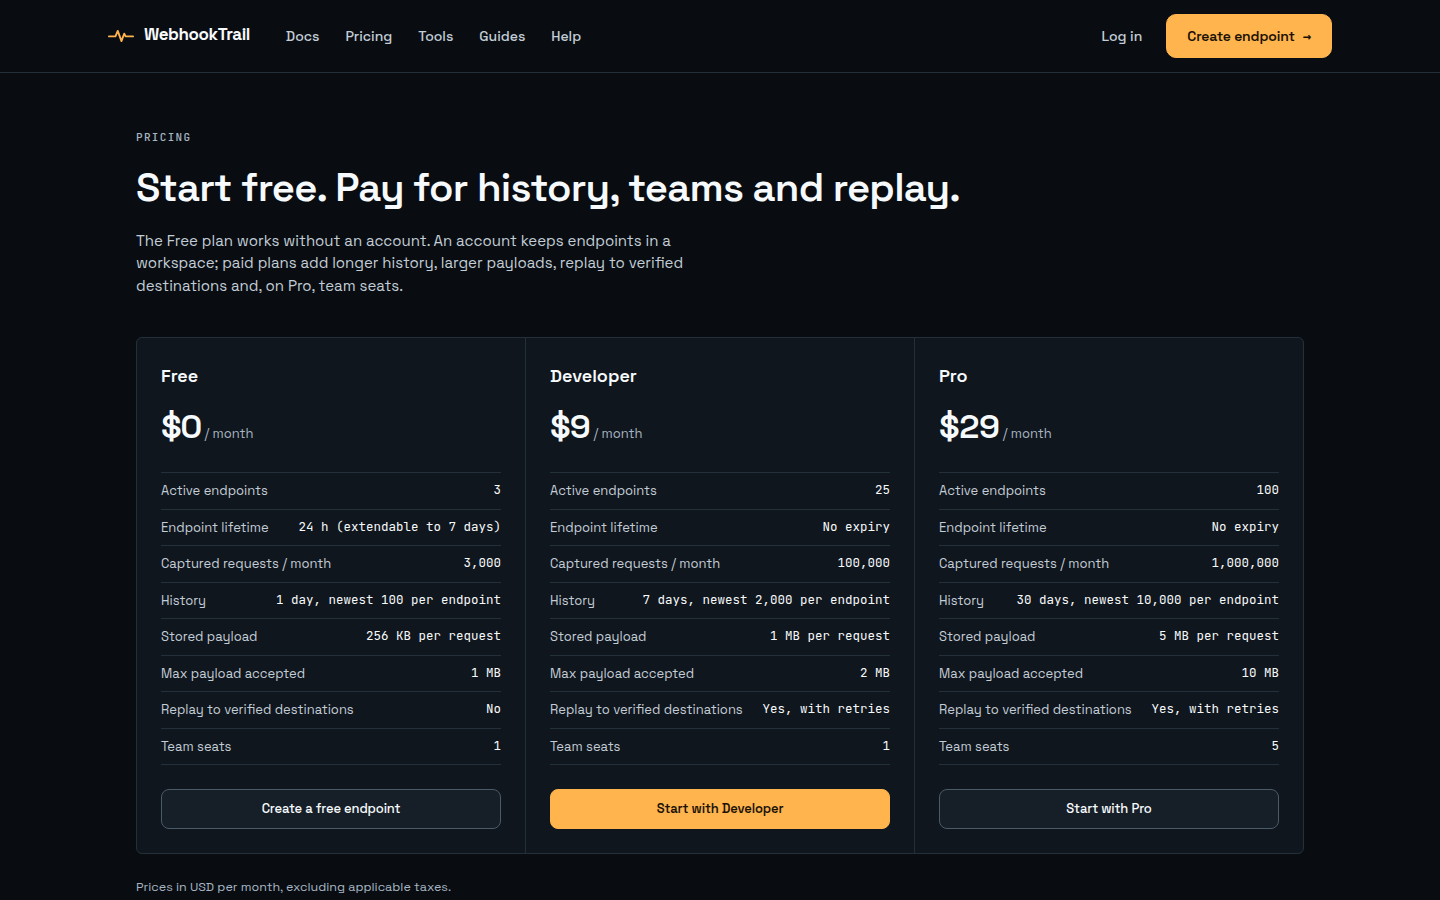 WebhookTrail Docs Pricing Tools Guides Help Log in Create endpoint →
PRICING
Start free. Pay for history, teams and replay.
The Free plan works without an account. An account keeps endpoints in a
workspace; paid plans add longer history, larger payloads, replay to verified
destinations and, on Pro, team seats.
Free
$0 / month
Active endpoints 3
Endpoint lifetime 24 h (extendable to 7 days)
Captured requests / month 3,000
History 1 day, newest 100 per endpoint
Stored payload 256 KB per request
Max payload accepted 1 MB
Replay to verified destinations No
Team seats 1
Create a free endpoint
Developer
$9 / month
Active endpoints 25
Endpoint lifetime No expiry
Captured requests / month 100,000
History 7 days, newest 2,000 per endpoint
Stored payload 1 MB per request
Max payload accepted 2 MB
Replay to verified destinations Yes, with retries
Team seats 1
Start with Developer
Pro
$29 / month
Active endpoints 100
Endpoint lifetime No expiry
Captured requests / month 1,000,000
History 30 days, newest 10,000 per endpoint
Stored payload 5 MB per request
Max payload accepted 10 MB
Replay to verified destinations Yes, with retries
Team seats 5
Start with Pro
Prices in USD per month, excluding applicable taxes.